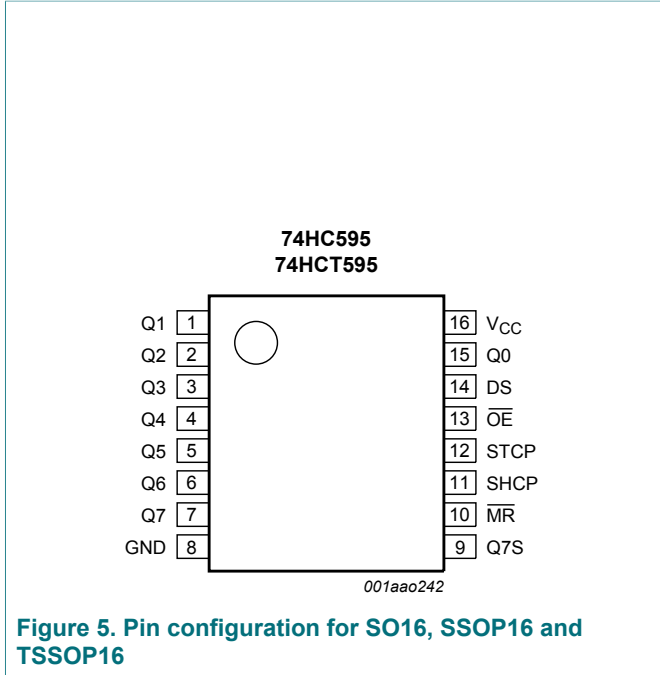 74HC595
74HCT595
Q1 1 16 VCC
Q2 2 15 Q0
Q3 3 14 DS
Q4 4 13 O̅E̅
Q5 5 12 STCP
Q6 6 11 SHCP
Q7 7 10 M̅R̅
GND 8 9 Q7S
001aao242
Figure 5. Pin configuration for SO16, SSOP16 and
TSSOP16